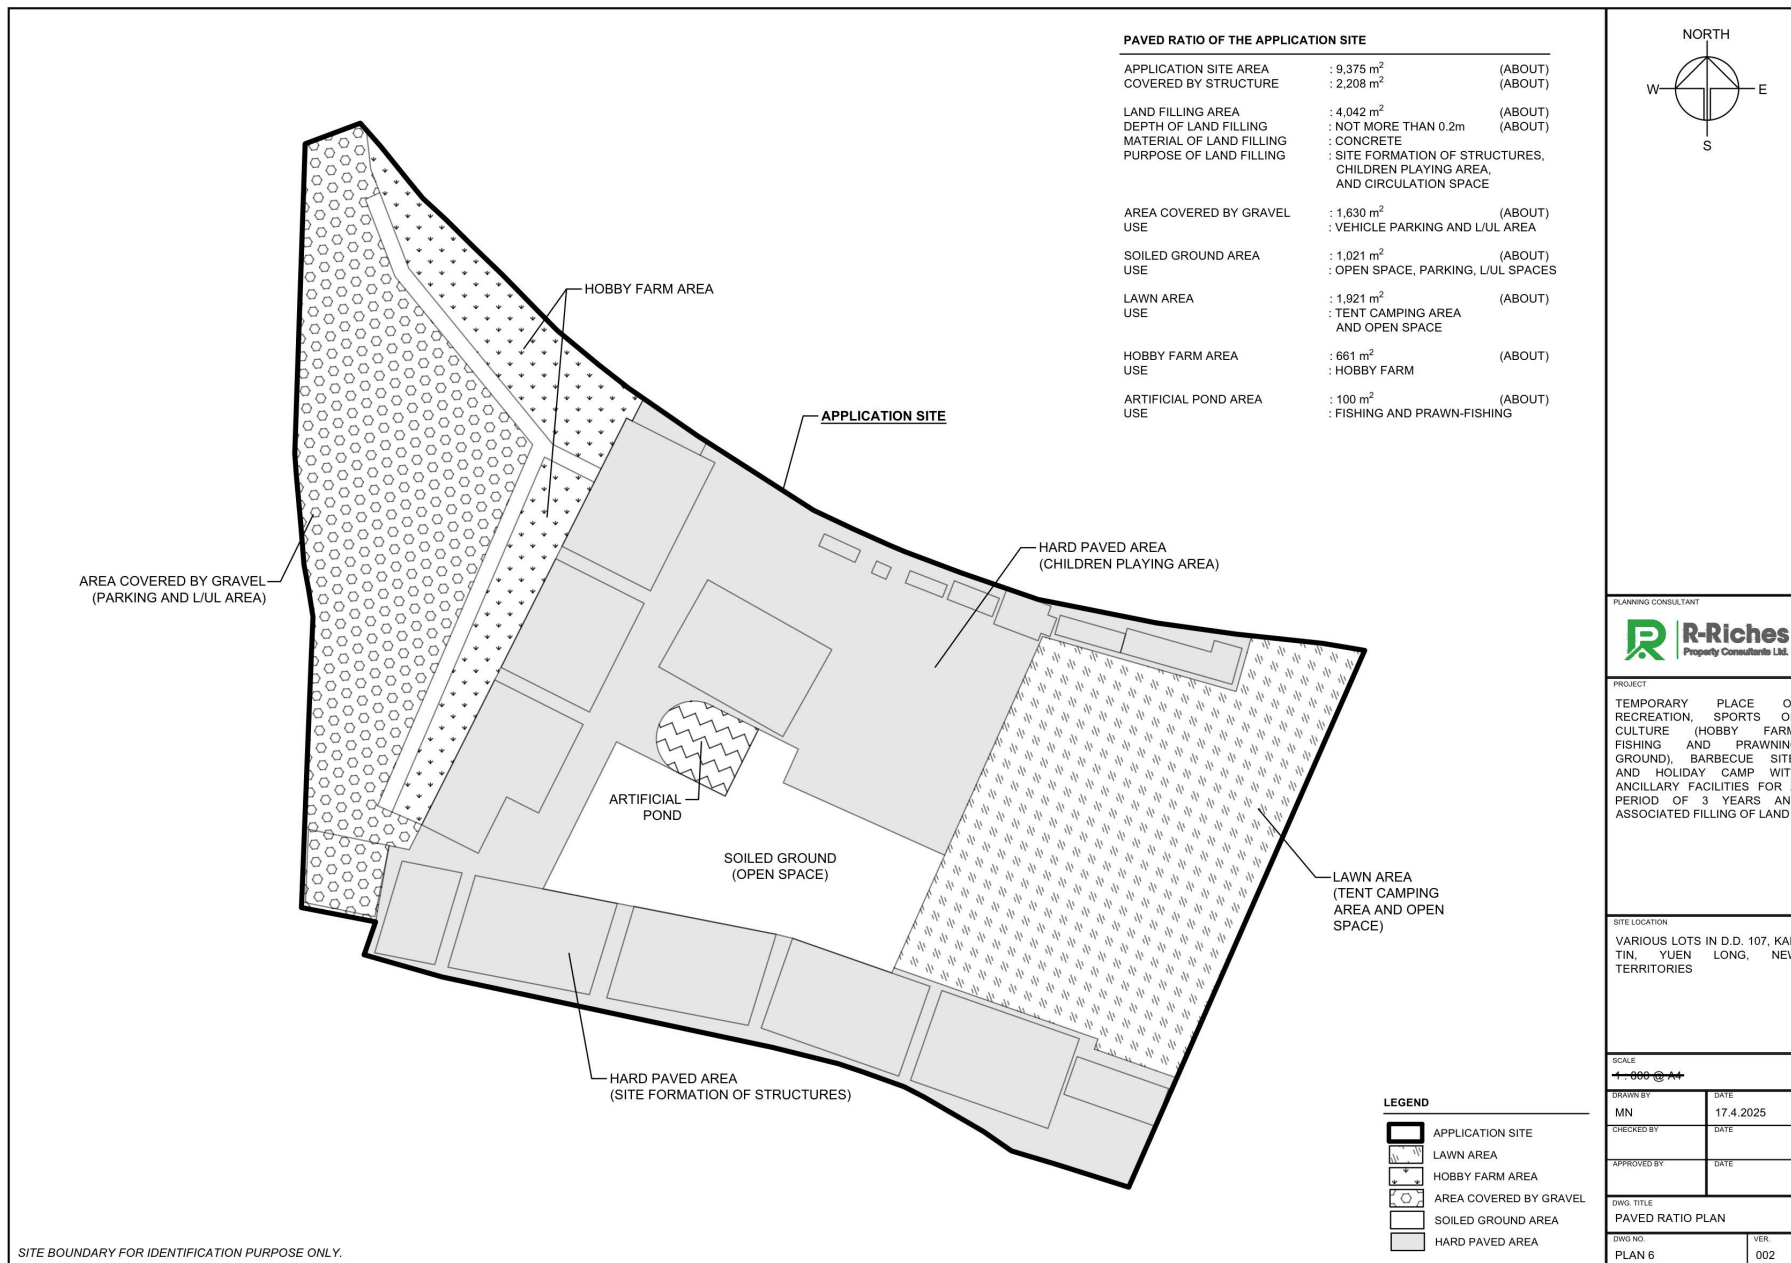 PAVED RATIO OF THE APPLICATION SITE
APPLICATION SITE AREA : 9,375 m² (ABOUT)
COVERED BY STRUCTURE : 2,208 m² (ABOUT)
LAND FILLING AREA : 4,042 m² (ABOUT)
DEPTH OF LAND FILLING : NOT MORE THAN 0.2m (ABOUT)
MATERIAL OF LAND FILLING : CONCRETE
PURPOSE OF LAND FILLING : SITE FORMATION OF STRUCTURES,
CHILDREN PLAYING AREA,
AND CIRCULATION SPACE
AREA COVERED BY GRAVEL : 1,630 m² (ABOUT)
USE : VEHICLE PARKING AND L/UL AREA
SOILED GROUND AREA : 1,021 m² (ABOUT)
USE : OPEN SPACE, PARKING, L/UL SPACES
LAWN AREA : 1,921 m² (ABOUT)
USE : TENT CAMPING AREA
AND OPEN SPACE
HOBBY FARM AREA : 661 m² (ABOUT)
USE : HOBBY FARM
ARTIFICIAL POND AREA : 100 m² (ABOUT)
USE : FISHING AND PRAWN-FISHING
HOBBY FARM AREA
APPLICATION SITE
HARD PAVED AREA
(CHILDREN PLAYING AREA)
AREA COVERED BY GRAVEL
(PARKING AND L/UL AREA)
ARTIFICIAL
POND
SOILED GROUND
(OPEN SPACE)
LAWN AREA
(TENT CAMPING
AREA AND OPEN
SPACE)
HARD PAVED AREA
(SITE FORMATION OF STRUCTURES)
LEGEND
APPLICATION SITE
LAWN AREA
HOBBY FARM AREA
AREA COVERED BY GRAVEL
SOILED GROUND AREA
HARD PAVED AREA
SITE BOUNDARY FOR IDENTIFICATION PURPOSE ONLY.
NORTH
W E
S
PLANNING CONSULTANT
R-Riches
Property Consultants Ltd.
PROJECT
TEMPORARY PLACE O
RECREATION, SPORTS O
CULTURE (HOBBY FARM
FISHING AND PRAWNIN
GROUND), BARBECUE SITE
AND HOLIDAY CAMP WIT
ANCILLARY FACILITIES FOR
PERIOD OF 3 YEARS AN
ASSOCIATED FILLING OF LAND
SITE LOCATION
VARIOUS LOTS IN D.D. 107, KA
TIN, YUEN LONG, NE
TERRITORIES
SCALE
1 : 800 @ A4
DRAWN BY DATE
MN 17.4.2025
CHECKED BY DATE
APPROVED BY DATE
DWG. TITLE
PAVED RATIO PLAN
DWG NO. VER.
PLAN 6 002